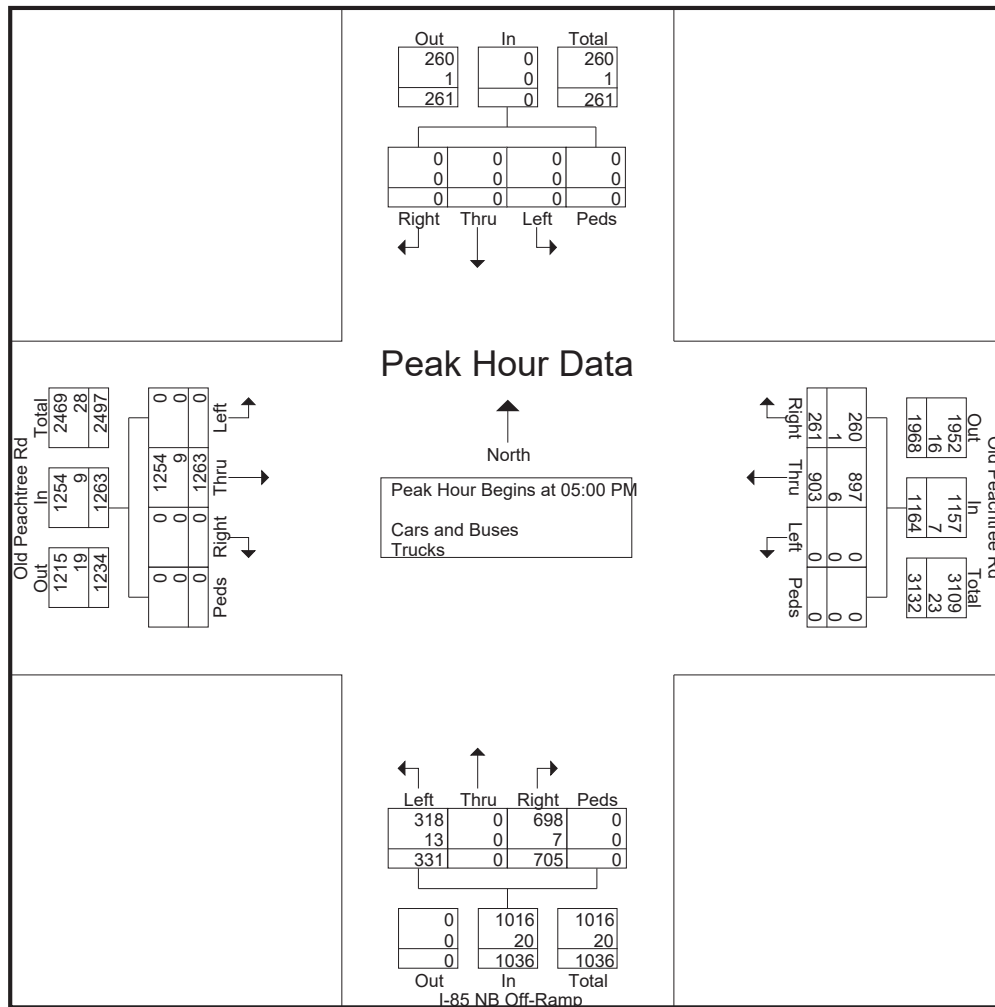 Out In Total
260 0 260
1 0 1
261 0 261
0 0 0 0
0 0 0 0
0 0 0 0
Right Thru Left Peds
Peak Hour Data
North
Peak Hour Begins at 05:00 PM
Cars and Buses
Trucks
Old Peachtree Rd
Out In Total
1215 1254 2469
19 9 28
1234 1263 2497
0 0 1254 0
0 0 9 0
0 0 1263 0
Peds Right Thru Left
Old Peachtree Rd
Out In Total
1952 1157 3109
16 7 23
1968 1164 3132
260 897 0 0
1 6 0 0
261 903 0 0
Right Thru Left Peds
Left Thru Right Peds
318 0 698 0
13 0 7 0
331 0 705 0
0 1016 1016
0 20 20
0 1036 1036
Out In Total
I-85 NB Off-Ramp